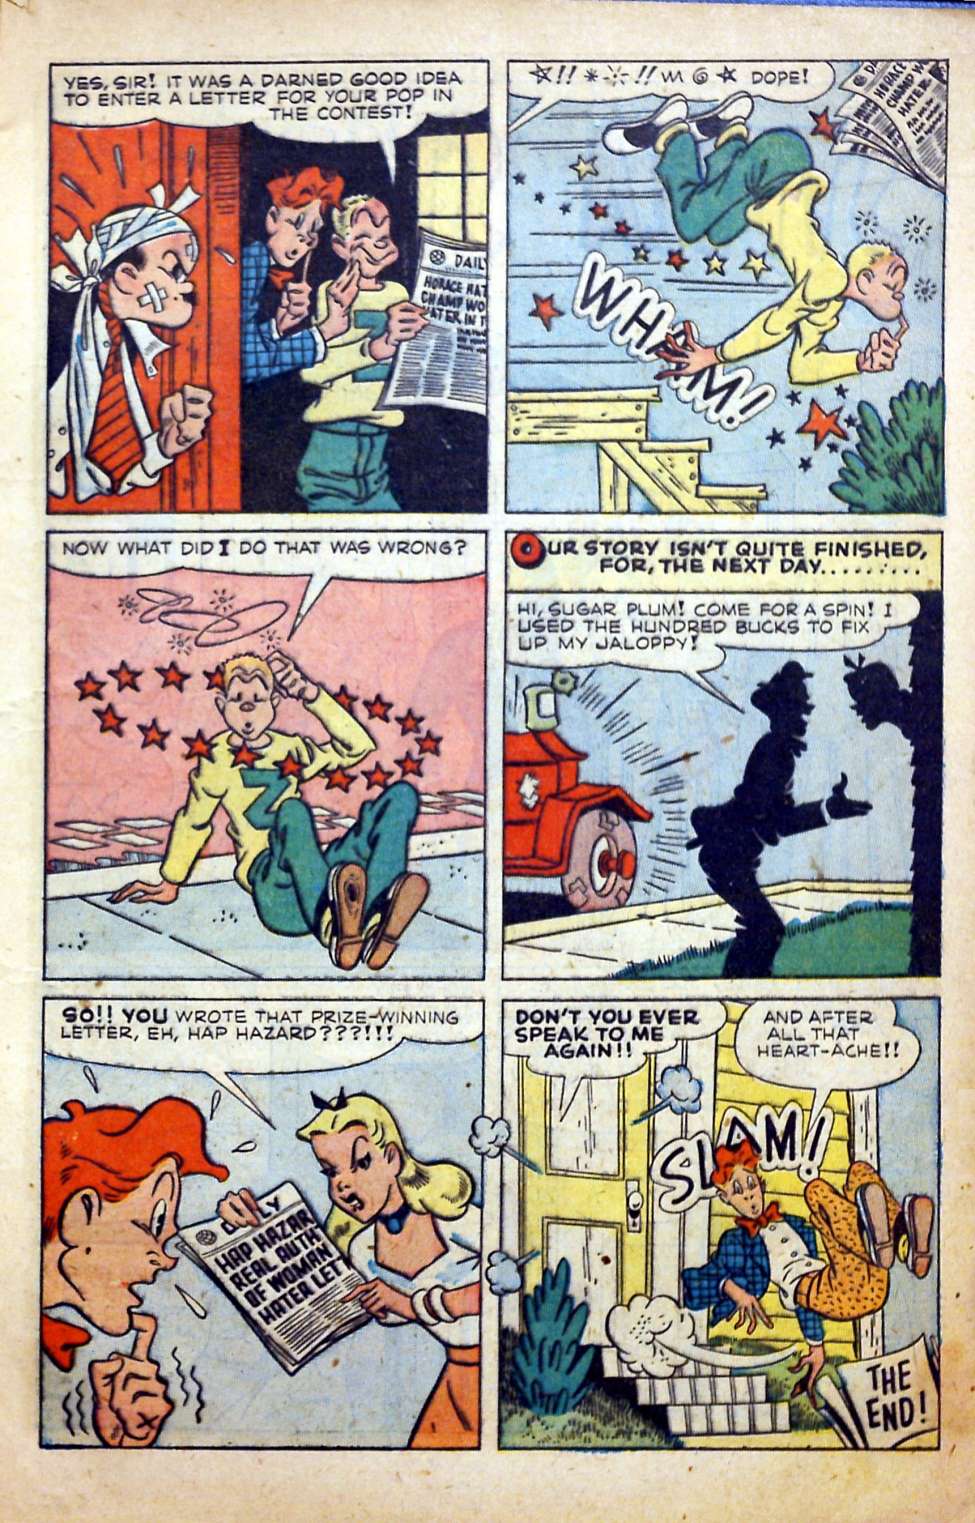 YES, SIR! IT WAS A DARNED GOOD IDEA
TO ENTER A LETTER FOR YOUR POP IN
THE CONTEST!
DAILY
HORACE HAT
CHAMP WO
HATER IN T
Z
DOPE!
HORACE
CHAMP W
HATER
WHAM!
NOW WHAT DID I DO THAT WAS WRONG?
Z
OUR STORY ISN'T QUITE FINISHED,
FOR, THE NEXT DAY.........
HI, SUGAR PLUM! COME FOR A SPIN! I
USED THE HUNDRED BUCKS TO FIX
UP MY JALOPPY!
SO!! YOU WROTE THAT PRIZE-WINNING
LETTER, EH, HAP HAZARD???!!!
DAILY
HAP HAZAR
REAL AUTH
OF WOMAN
HATER LETT
DON'T YOU EVER
SPEAK TO ME
AGAIN!!
AND AFTER
ALL THAT
HEART-ACHE!!
SLAM!
THE
END!